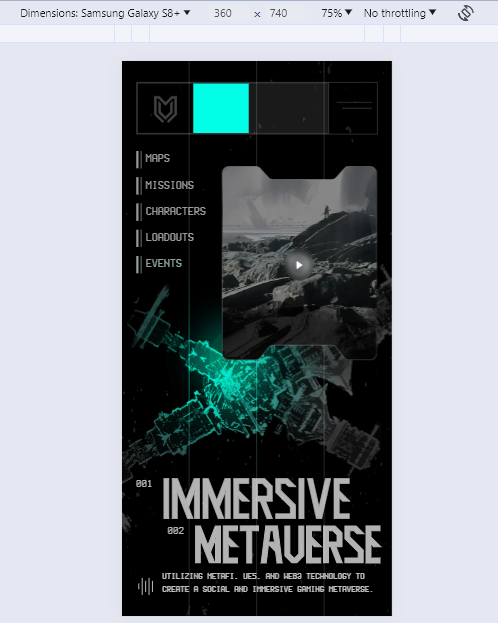 Dimensions: Samsung Galaxy S8+ 360 x 740 75% No throttling
MAPS
MISSIONS
CHARACTERS
LOADOUTS
EVENTS
001 IMMERSIVE
002 METAVERSE
UTILIZING METAFI, UE5, AND WEB3 TECHNOLOGY TO
CREATE A SOCIAL AND IMMERSIVE GAMING METAVERSE.